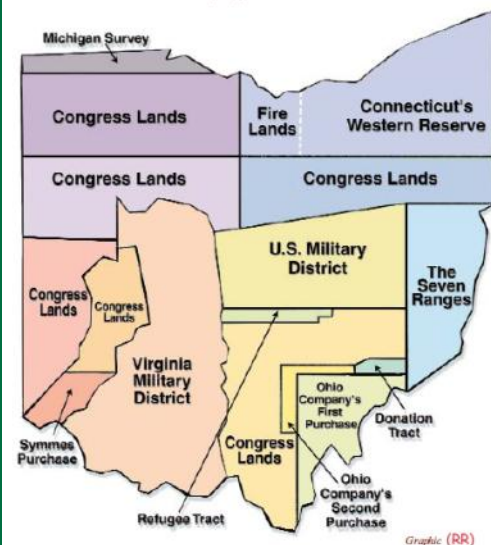 Michigan Survey
Congress Lands
Fire
Lands
Connecticut's
Western Reserve
Congress Lands
Congress Lands
U.S. Military
District
The
Seven
Ranges
Congress
Lands
Congress
Lands
Virginia
Military
District
Ohio
Company's
First
Purchase
Donation
Tract
Symmes
Purchase
Congress
Lands
Refugee Tract
Ohio
Company's
Second
Purchase
Graphic (RR)